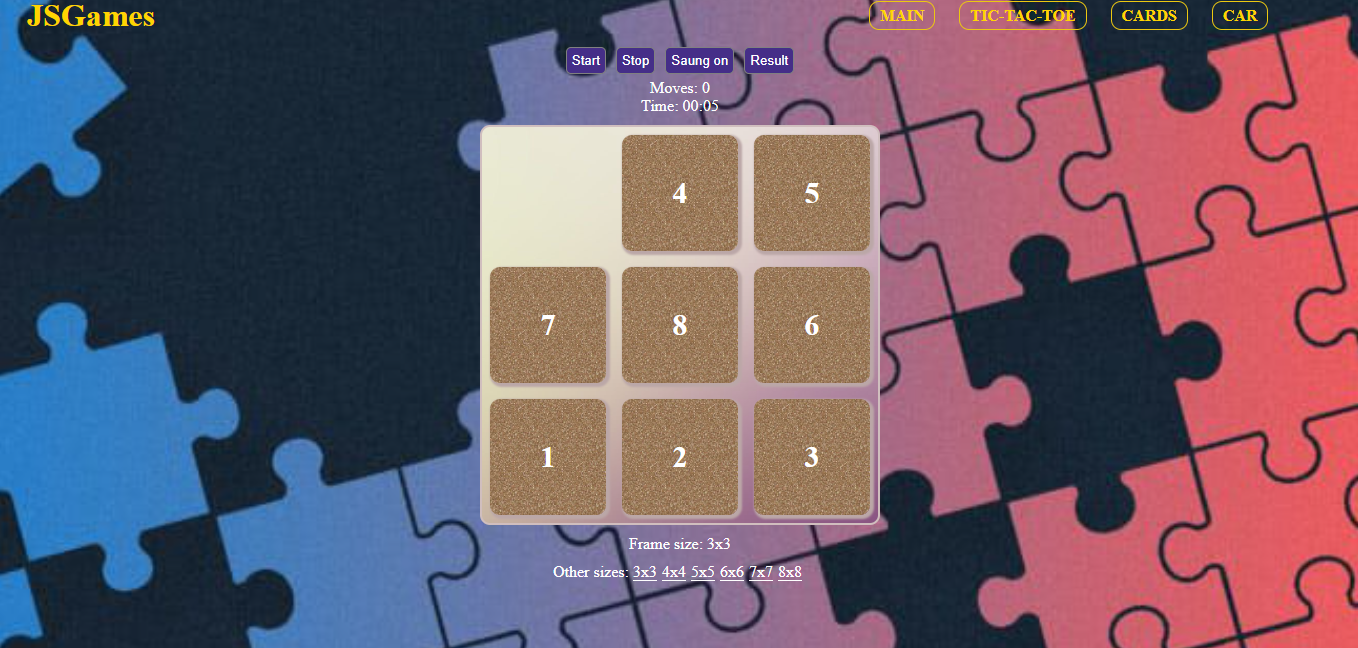 JSGames MAIN TIC-TAC-TOE CARDS CAR
Start Stop Saung on Result
Moves: 0
Time: 00:05
4 5
7 8 6
1 2 3
Frame size: 3x3
Other sizes: 3x3 4x4 5x5 6x6 7x7 8x8